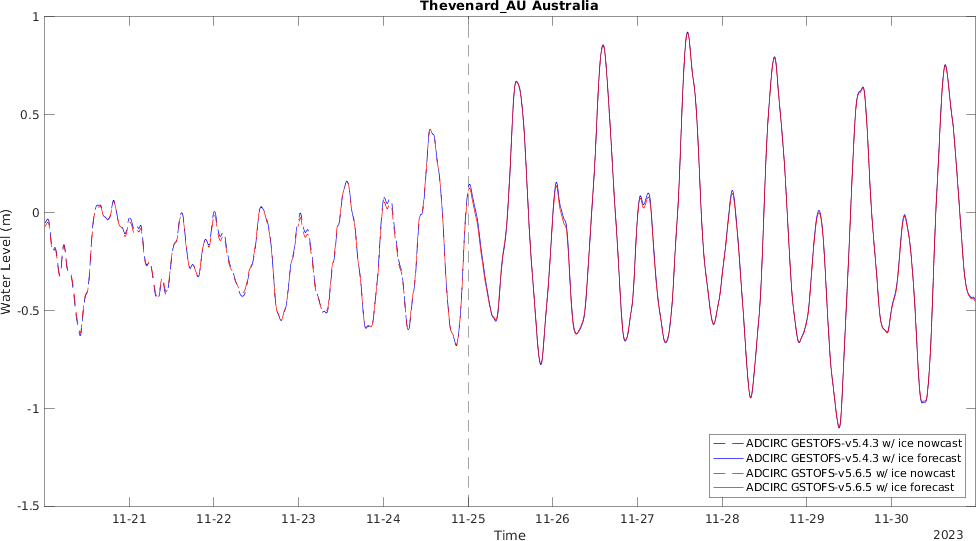 Thevenard_AU Australia
1
0.5
0
-0.5
-1
-1.5
Water Level (m)
ADCIRC GESTOFS-v5.4.3 w/ ice nowcast
ADCIRC GESTOFS-v5.4.3 w/ ice forecast
ADCIRC GSTOFS-v5.6.5 w/ ice nowcast
ADCIRC GSTOFS-v5.6.5 w/ ice forecast
11-21 11-22 11-23 11-24 11-25 11-26 11-27 11-28 11-29 11-30
Time
2023